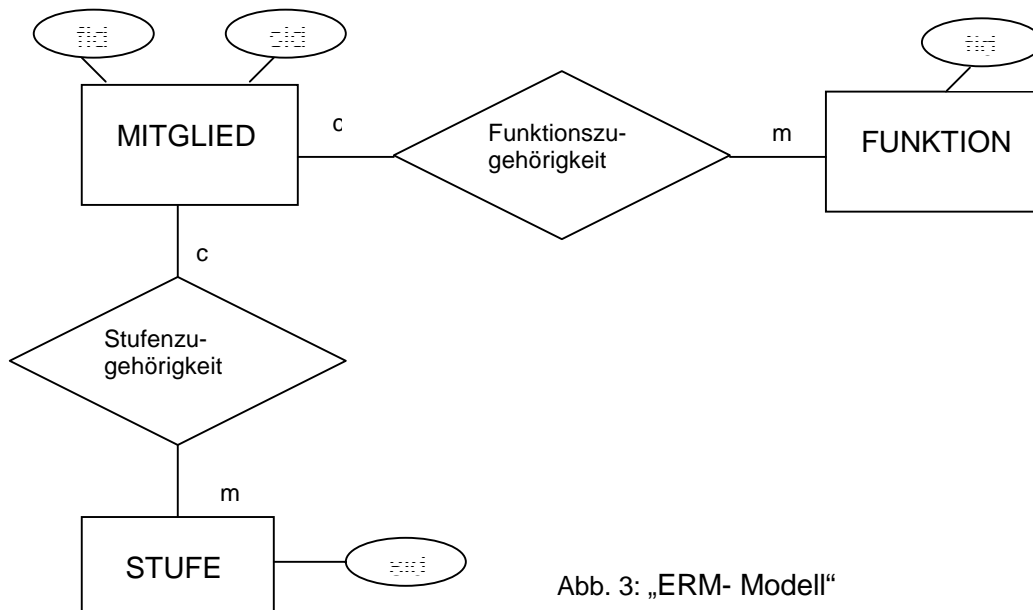 MITGLIED
c
Funktionszu-
gehörigkeit
m
FUNKTION
c
Stufenzu-
gehörigkeit
m
STUFE
Abb. 3: „ERM- Modell“